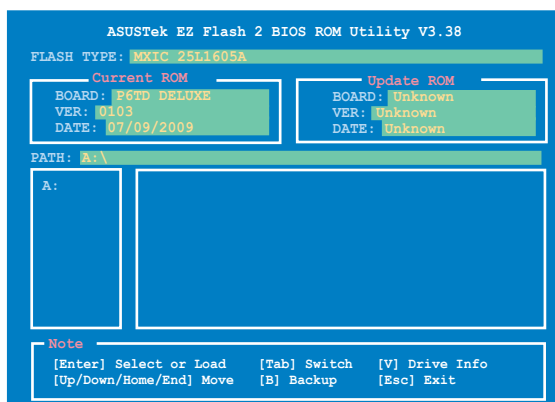 ASUSTek EZ Flash 2 BIOS ROM Utility V3.38
FLASH TYPE: MXIC 25L1605A
Current ROM
BOARD: P6TD DELUXE
VER: 0103
DATE: 07/09/2009
Update ROM
BOARD: Unknown
VER: Unknown
DATE: Unknown
PATH: A:\
A:
Note
[Enter] Select or Load [Tab] Switch [V] Drive Info
[Up/Down/Home/End] Move [B] Backup [Esc] Exit